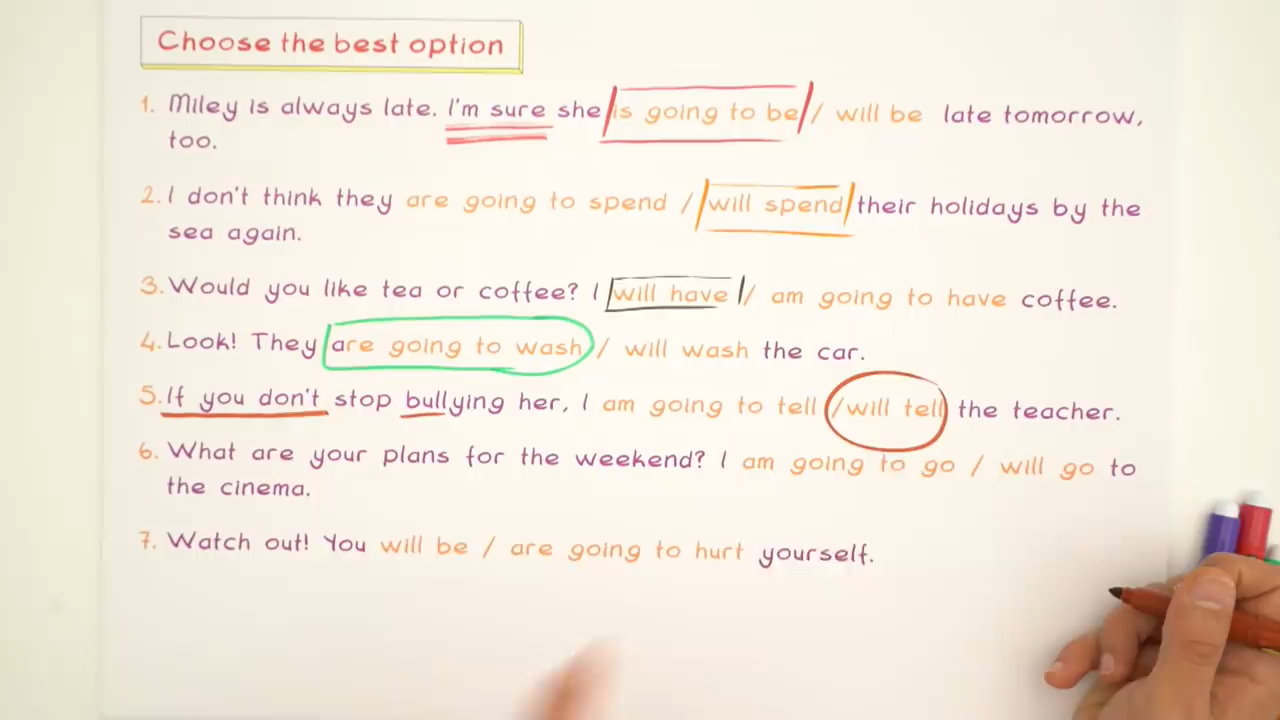 Choose the best option
1. Miley is always late. I'm sure she is going to be / will be late tomorrow,
too.
2. I don't think they are going to spend / will spend their holidays by the
sea again.
3. Would you like tea or coffee? I will have / am going to have coffee.
4. Look! They are going to wash / will wash the car.
5. If you don't stop bullying her, I am going to tell / will tell the teacher.
6. What are your plans for the weekend? I am going to go / will go to
the cinema.
7. Watch out! You will be / are going to hurt yourself.